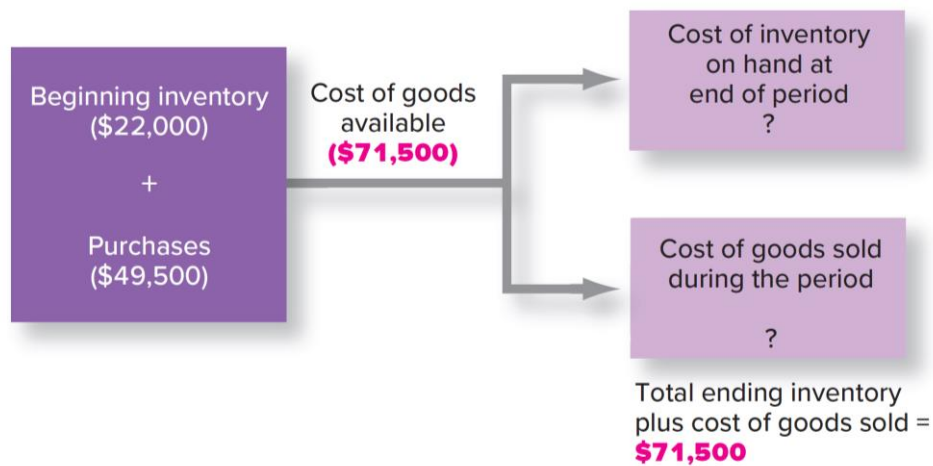 Beginning inventory
($22,000)
+
Purchases
($49,500)
Cost of goods
available
($71,500)
Cost of inventory
on hand at
end of period
?
Cost of goods sold
during the period
?
Total ending inventory
plus cost of goods sold =
$71,500